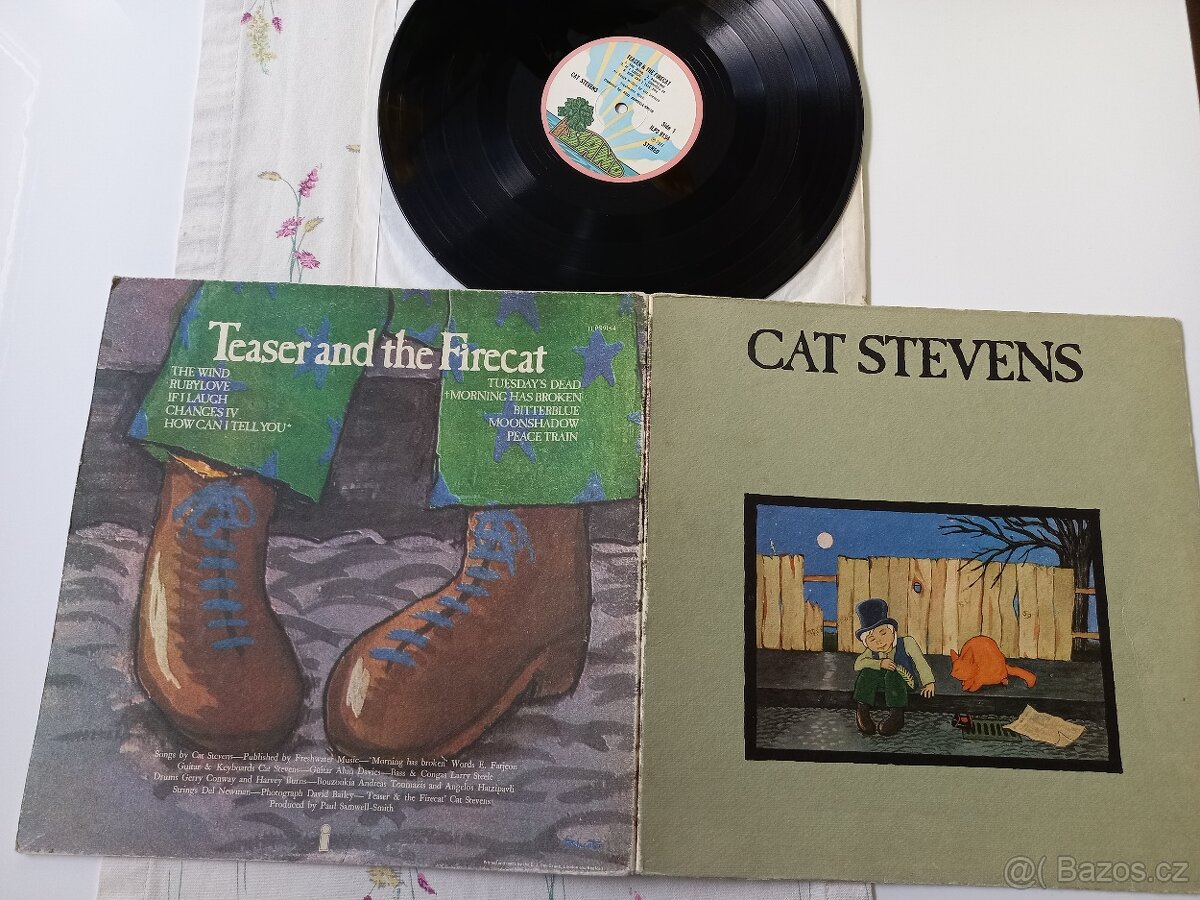 TEASER & THE FIRECAT
CAT STEVENS
Side 1
ILPS 9154
STEREO
ISLAND
Teaser and the Firecat
ILPS 9154
THE WIND
RUBYLOVE
IF I LAUGH
CHANGES IV
HOW CAN I TELL YOU*
TUESDAY'S DEAD
†MORNING HAS BROKEN
BITTERBLUE
MOONSHADOW
PEACE TRAIN
Songs by Cat Stevens—Published by Freshwater Music—'Morning has broken' Words E. Farjeon
Guitar & Keyboards Cat Stevens—Guitar Alun Davies—Bass & Congas Larry Steele
Drums Gerry Conway and Harvey Burns—Bouzoukia Andreas Toumazis and Angelos Hatzipavli
Strings Del Newman—Photograph David Bailey—'Teaser & the Firecat' Cat Stevens
Produced by Paul Samwell-Smith
i
CAT STEVENS
@( Bazos.cz